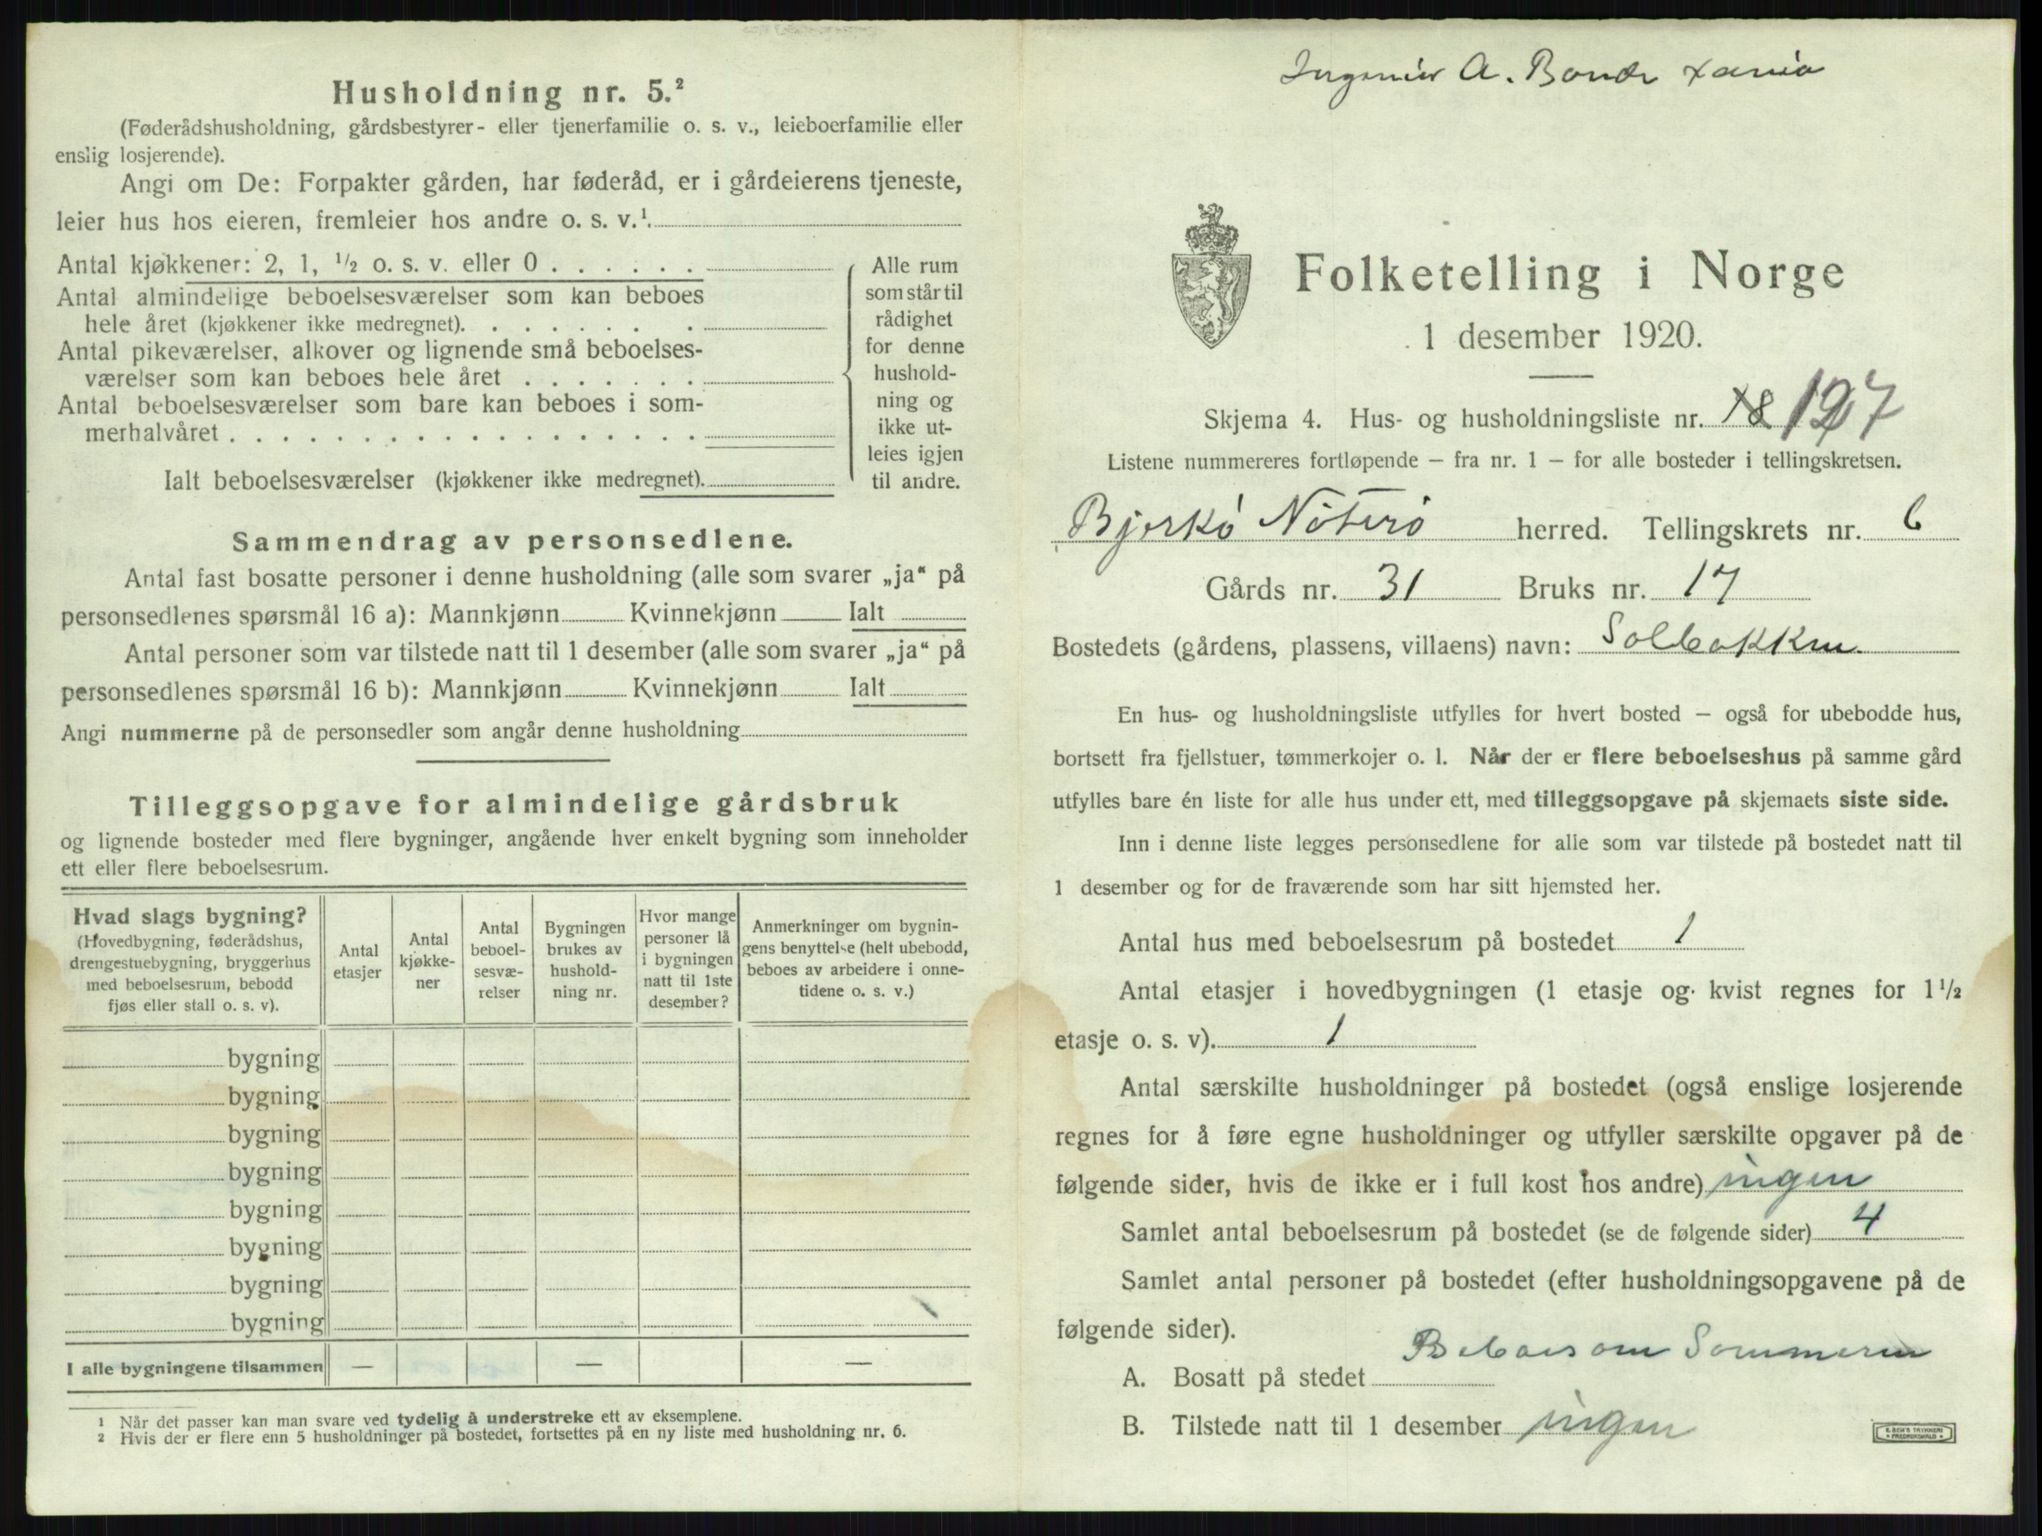 Husholdning nr. 5.²
(Føderådshusholdning, gårdsbestyrer- eller tjenerfamilie o. s. v., leieboerfamilie eller
enslig losjerende).
Angi om De: Forpakter gården, har føderåd, er i gårdeierens tjeneste,
leier hus hos eieren, fremleier hos andre o. s. v.¹.
Antal kjøkkener: 2, 1, ½ o. s. v. eller 0 . . . . . .
Antal almindelige beboelsesværelser som kan beboes
hele året (kjøkkener ikke medregnet). . . . . . . .
Antal pikeværelser, alkover og lignende små beboelses-
værelser som kan beboes hele året . . . . . . .
Antal beboelsesværelser som bare kan beboes i som-
merhalvåret . . . . . . . . . . . . . . . . . .
Ialt beboelsesværelser (kjøkkener ikke medregnet).
Alle rum
som står til
rådighet
for denne
hushold-
ning og
ikke ut-
leies igjen
til andre.
Sammendrag av personsedlene.
Antal fast bosatte personer i denne husholdning (alle som svarer „ja“ på
personsedlenes spørsmål 16 a): Mannkjønn Kvinnekjønn Ialt
Antal personer som var tilstede natt til 1 desember (alle som svarer „ja“ på
personsedlenes spørsmål 16 b): Mannkjønn Kvinnekjønn Ialt
Angi nummerne på de personsedler som angår denne husholdning
Tilleggsopgave for almindelige gårdsbruk
og lignende bosteder med flere bygninger, angående hver enkelt bygning som inneholder
ett eller flere beboelsesrum.
Hvad slags bygning?
(Hovedbygning, føderådshus,
drengestuebygning, bryggerhus
med beboelsesrum, bebodd
fjøs eller stall o. s. v).
Antal
etasjer
Antal
kjøkke-
ner
Antal
beboel-
sesvæ-
relser
Bygningen
brukes av
hushold-
ning nr.
Hvor mange
personer lå
i bygningen
natt til 1ste
desember?
Anmerkninger om bygnin-
gens benyttelse (helt ubebodd,
beboes av arbeidere i onne-
tidene o. s. v.)
bygning
bygning
bygning
bygning
bygning
bygning
bygning
bygning
I alle bygningene tilsammen — — —
¹ Når det passer kan man svare ved tydelig å understreke ett av eksemplene.
² Hvis der er flere enn 5 husholdninger på bostedet, fortsettes på en ny liste med husholdning nr. 6.
Ingeniør A. Bonde Xania
Folketelling i Norge
1 desember 1920.
Skjema 4. Hus- og husholdningsliste nr. 127
Listene nummereres fortløpende — fra nr. 1 — for alle bosteder i tellingskretsen.
Bjerkö Nöterö herred. Tellingskrets nr. 6
Gårds nr. 31 Bruks nr. 17
Bostedets (gårdens, plassens, villaens) navn: Solbakken
En hus- og husholdningsliste utfylles for hvert bosted — også for ubebodde hus,
bortsett fra fjellstuer, tømmerkojer o. l. Når der er flere beboelseshus på samme gård
utfylles bare én liste for alle hus under ett, med tilleggsopgave på skjemaets siste side.
Inn i denne liste legges personsedlene for alle som var tilstede på bostedet natt til
1 desember og for de fraværende som har sitt hjemsted her.
Antal hus med beboelsesrum på bostedet 1
Antal etasjer i hovedbygningen (1 etasje og kvist regnes for 1½
etasje o. s. v). 1
Antal særskilte husholdninger på bostedet (også enslige losjerende
regnes for å føre egne husholdninger og utfyller særskilte opgaver på de
følgende sider, hvis de ikke er i full kost hos andre) ingen
Samlet antal beboelsesrum på bostedet (se de følgende sider) 4
Samlet antal personer på bostedet (efter husholdningsopgavene på de
følgende sider).
Beboes om Sommeren
A. Bosatt på stedet
B. Tilstede natt til 1 desember ingen